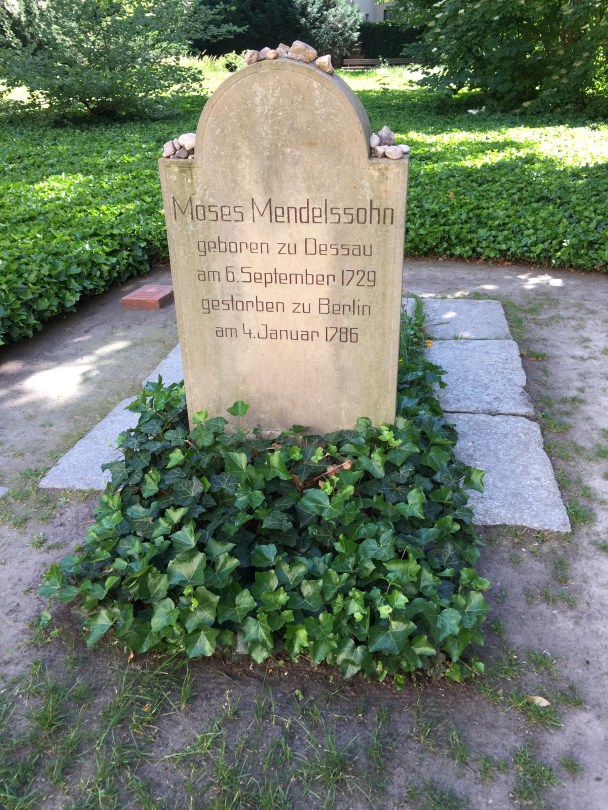 Moses Mendelssohn
geboren zu Dessau
am 6. September 1729
gestorben zu Berlin
am 4. Januar 1786